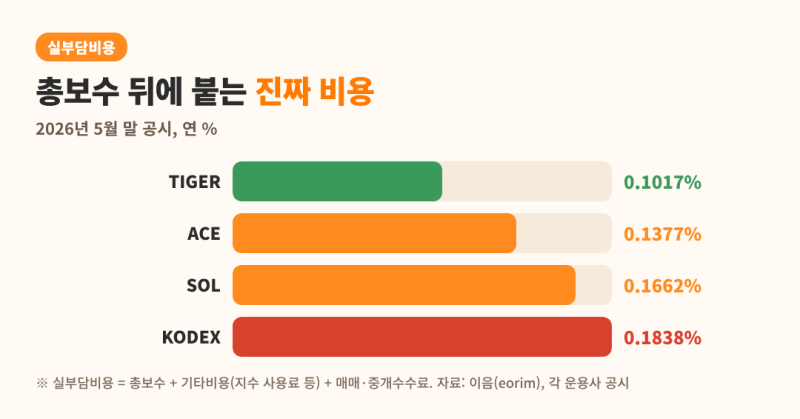 실부담비용
총보수 뒤에 붙는 진짜 비용
2026년 5월 말 공시, 연 %
TIGER 0.1017%
ACE 0.1377%
SOL 0.1662%
KODEX 0.1838%
※ 실부담비용 = 총보수 + 기타비용(지수 사용료 등) + 매매·중개수수료. 자료: 이음(eorim), 각 운용사 공시